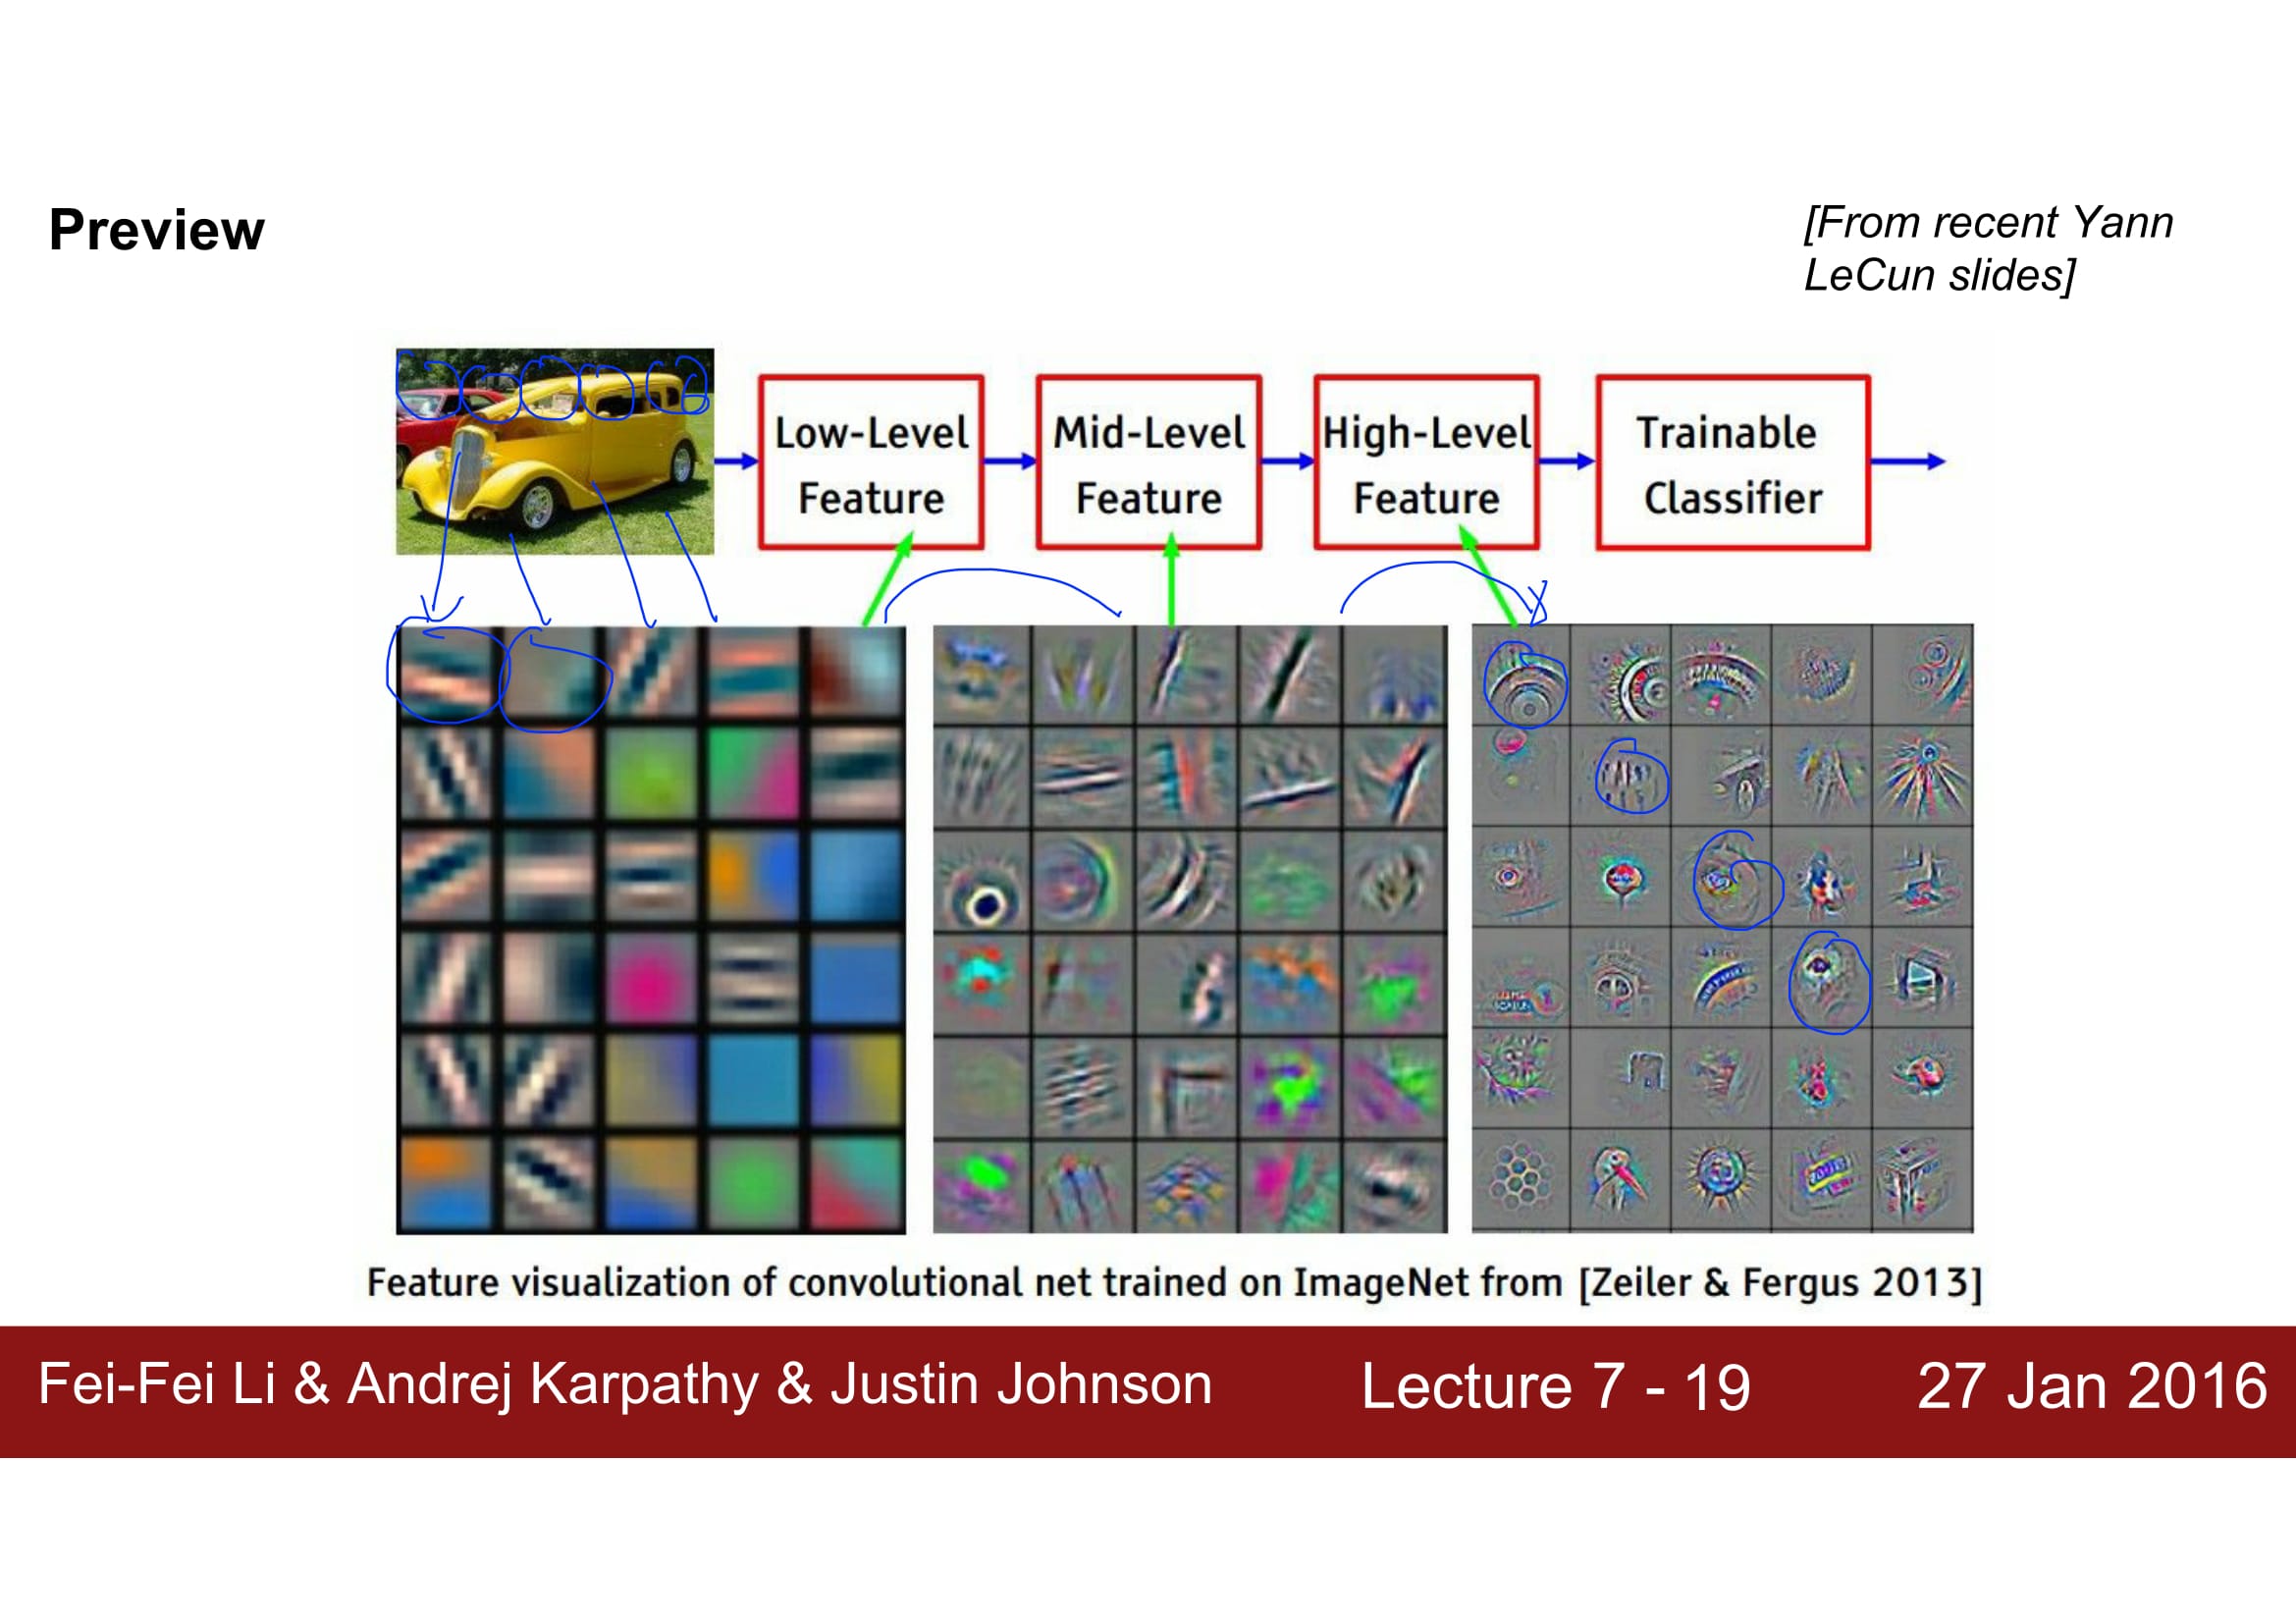 Preview
[From recent Yann
LeCun slides]
Low-Level
Feature
Mid-Level
Feature
High-Level
Feature
Trainable
Classifier
Feature visualization of convolutional net trained on ImageNet from [Zeiler & Fergus 2013]
Fei-Fei Li & Andrej Karpathy & Justin Johnson
Lecture 7 - 19
27 Jan 2016